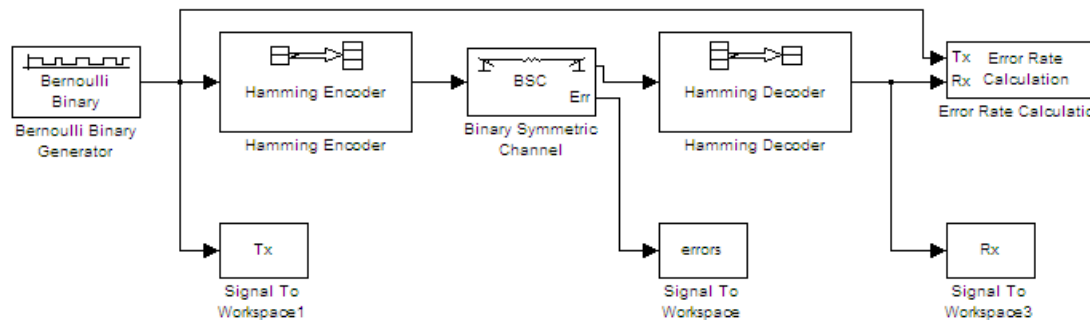 Bernoulli
Binary
Bernoulli Binary
Generator
Hamming Encoder
Hamming Encoder
BSC
Err
Binary Symmetric
Channel
Hamming Decoder
Hamming Decoder
Tx
Rx
Error Rate
Calculation
Error Rate Calculatic
Tx
Signal To
Workspace1
errors
Signal To
Workspace
Rx
Signal To
Workspace3